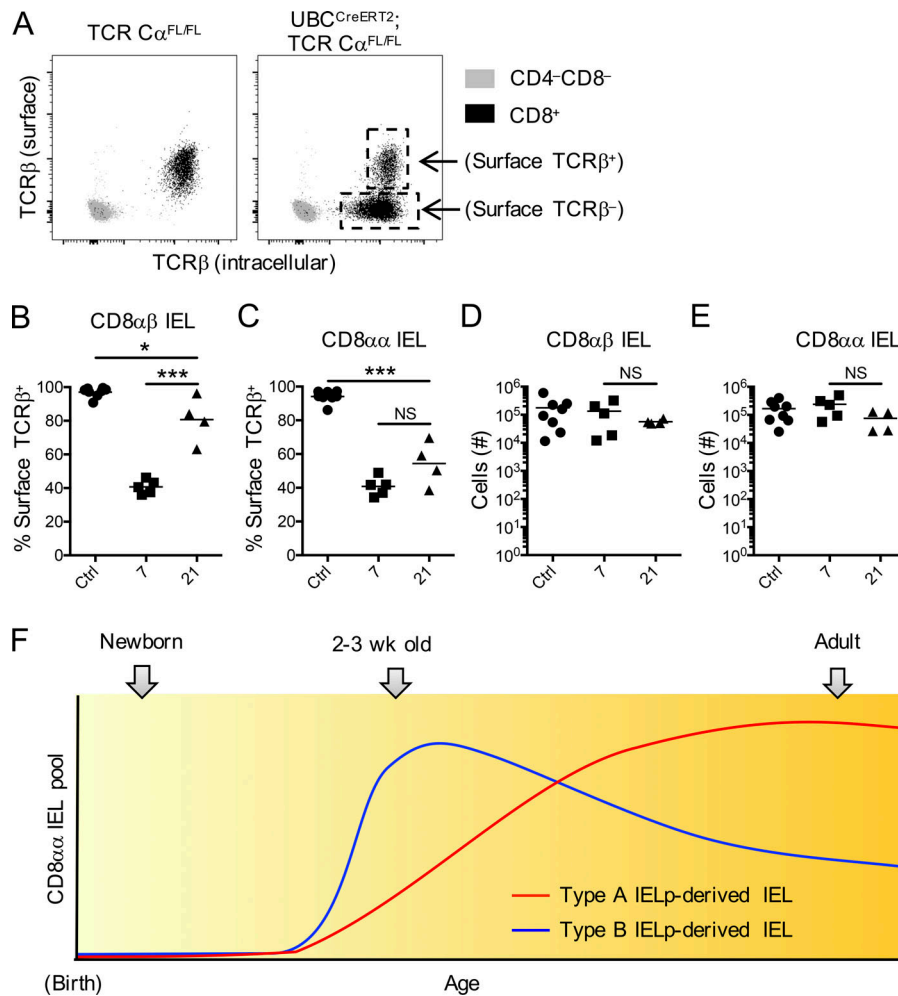 A
TCR Cα^FL/FL
UBC^CreERT2;
TCR Cα^FL/FL
CD4⁻CD8⁻
CD8⁺
(Surface TCRβ⁺)
(Surface TCRβ⁻)
TCRβ (surface)
TCRβ (intracellular)
B
CD8αβ IEL
*
***
% Surface TCRβ⁺
100
80
60
40
20
0
Ctrl
7
21
C
CD8αα IEL
***
NS
% Surface TCRβ⁺
100
80
60
40
20
0
Ctrl
7
21
D
CD8αβ IEL
NS
Cells (#)
10⁶
10⁵
10⁴
10³
10²
10¹
10⁰
Ctrl
7
21
E
CD8αα IEL
NS
Cells (#)
10⁶
10⁵
10⁴
10³
10²
10¹
10⁰
Ctrl
7
21
F
Newborn
2-3 wk old
Adult
CD8αα IEL pool
Type A IELp-derived IEL
Type B IELp-derived IEL
(Birth)
Age